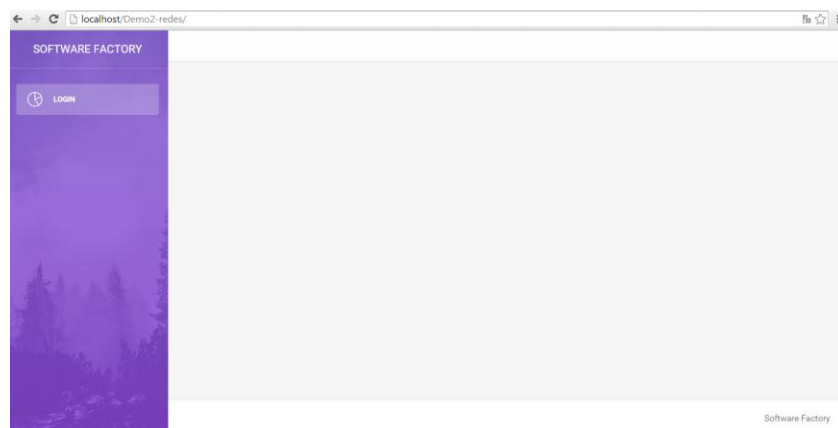 localhost/Demo2-redes/
SOFTWARE FACTORY
LOGIN
Software Factory